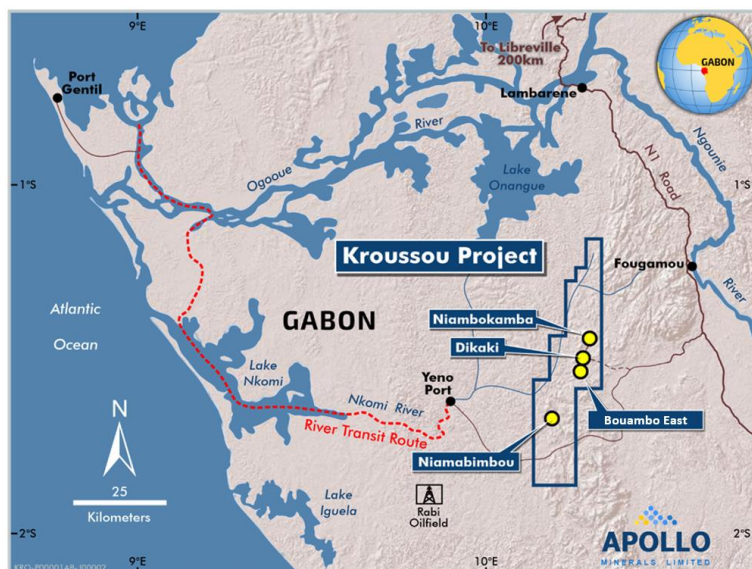 9°E
10°E
To Libreville
200km
GABON
Port
Gentil
Lambarene
River
Ogooue
Lake
Onangue
N1 Road
Ngounie
1°S
1°S
Kroussou Project
Fougamou
River
Atlantic
Ocean
GABON
Niambokamba
Dikaki
Lake
Nkomi
Yeno
Port
Nkomi River
River Transit Route
Bouambo East
Niamabimbou
N
25
Kilometers
Lake
Iguela
Rabi
Oilfield
2°S
2°S
APOLLO
MINERALS LIMITED
9°E
10°E